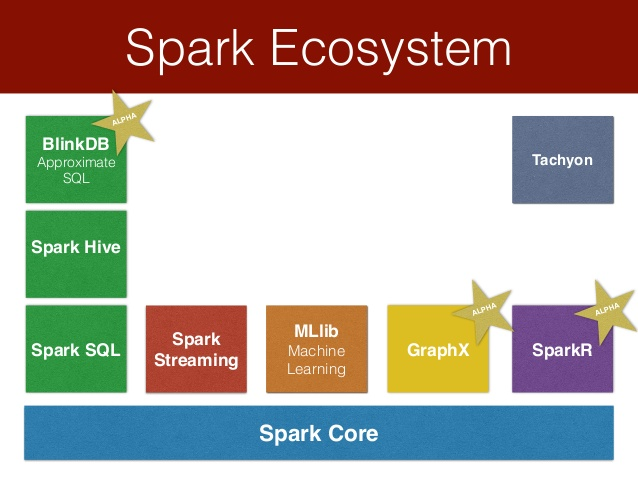 Spark Ecosystem
ALPHA
BlinkDB
Approximate
SQL
Tachyon
Spark Hive
ALPHA
ALPHA
Spark SQL
Spark
Streaming
MLlib
Machine
Learning
GraphX
SparkR
Spark Core